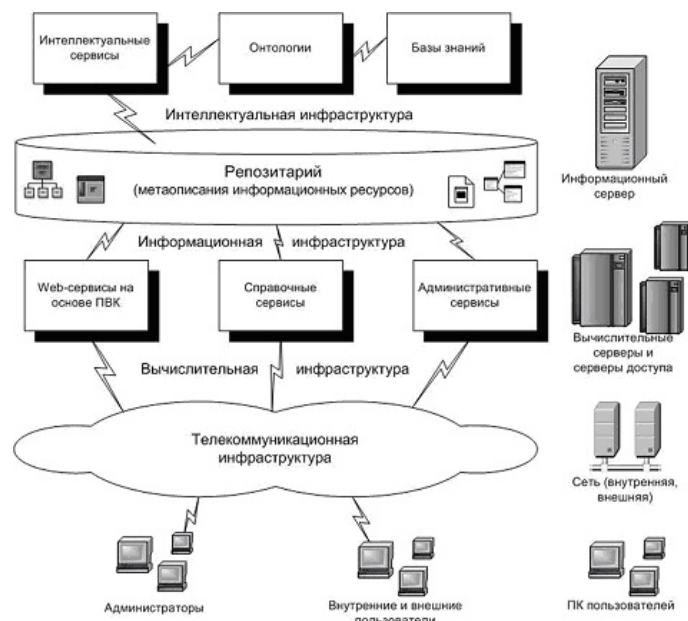 Интеллектуальные
сервисы
Онтологии
Базы знаний
Интеллектуальная инфраструктура
Репозитарий
(метаописания информационных ресурсов)
Информационный
сервер
Информационная инфраструктура
Web-сервисы на
основе ПВК
Справочные
сервисы
Административные
сервисы
Вычислительные
серверы и
серверы доступа
Вычислительная инфраструктура
Телекоммуникационная
инфраструктура
Сеть (внутренняя,
внешняя)
Администраторы
Внутренние и внешние
пользователи
ПК пользователей